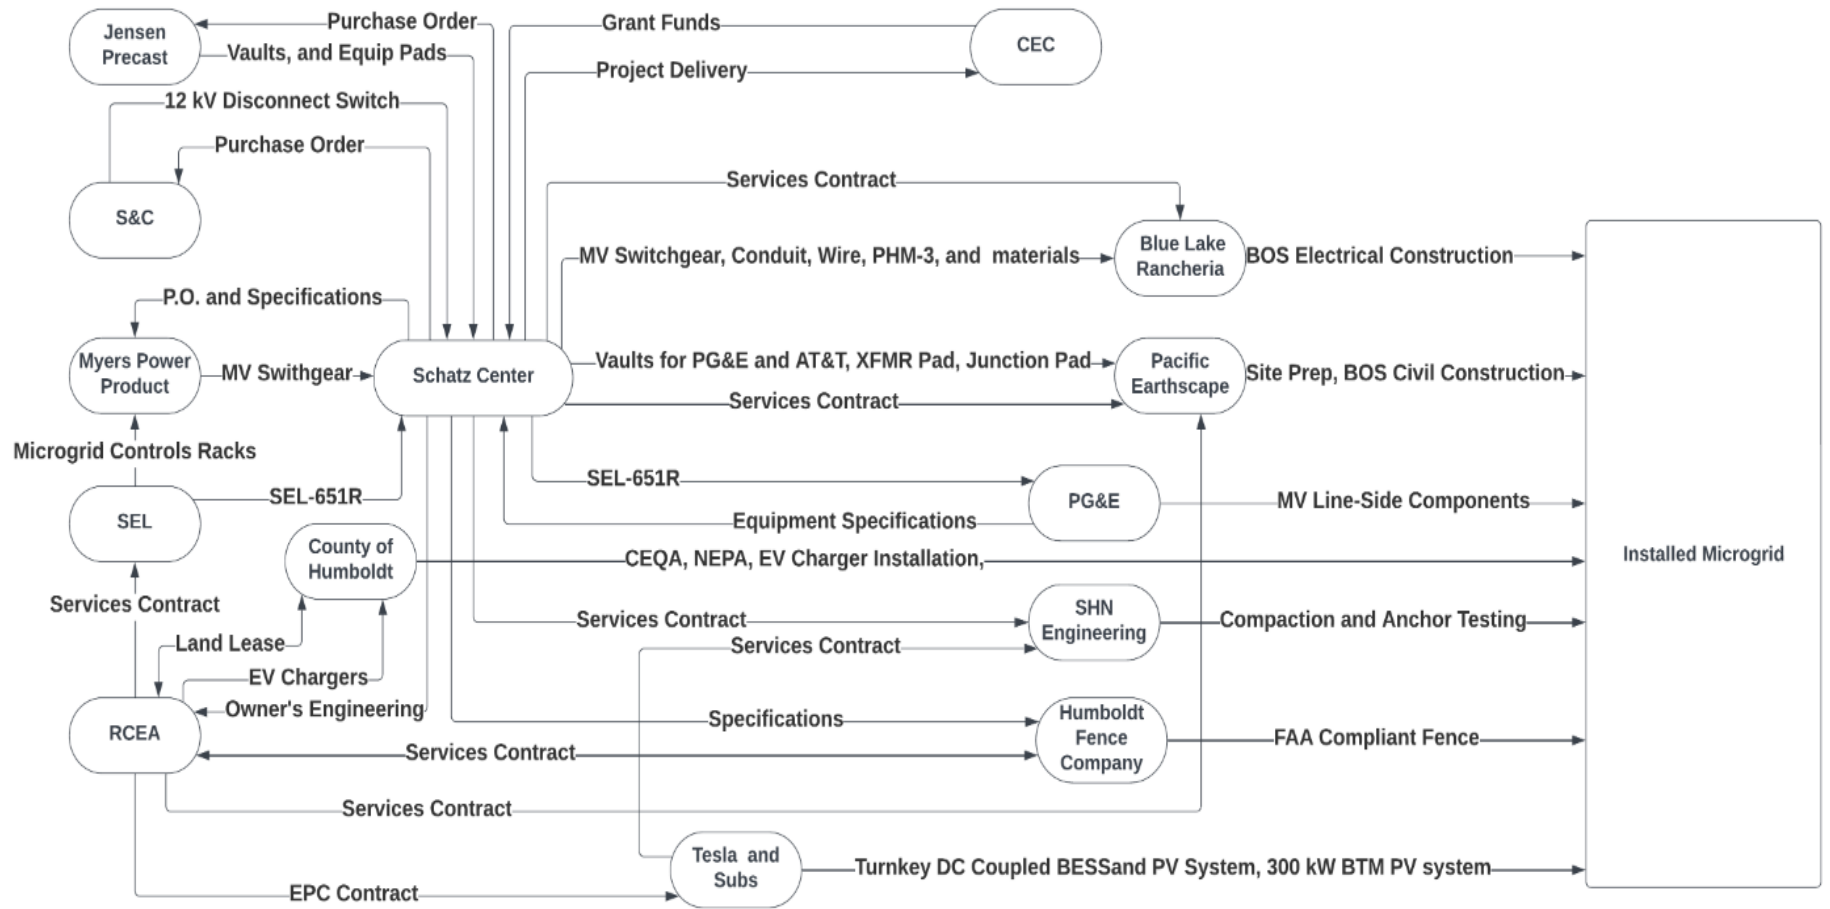 Jensen
Precast
Purchase Order
Vaults, and Equip Pads
Grant Funds
Project Delivery
CEC
12 kV Disconnect Switch
Purchase Order
S&C
Services Contract
MV Switchgear, Conduit, Wire, PHM-3, and materials
Blue Lake
Rancheria
BOS Electrical Construction
P.O. and Specifications
Myers Power
Product
MV Swithgear
Schatz Center
Vaults for PG&E and AT&T, XFMR Pad, Junction Pad
Services Contract
Pacific
Earthscape
Site Prep, BOS Civil Construction
Microgrid Controls Racks
SEL
SEL-651R
SEL-651R
Equipment Specifications
PG&E
MV Line-Side Components
County of
Humboldt
CEQA, NEPA, EV Charger Installation,
Installed Microgrid
Services Contract
Land Lease
EV Chargers
Owner's Engineering
Services Contract
Services Contract
SHN
Engineering
Compaction and Anchor Testing
RCEA
Specifications
Services Contract
Humboldt
Fence
Company
FAA Compliant Fence
Services Contract
EPC Contract
Tesla and
Subs
Turnkey DC Coupled BESSand PV System, 300 kW BTM PV system